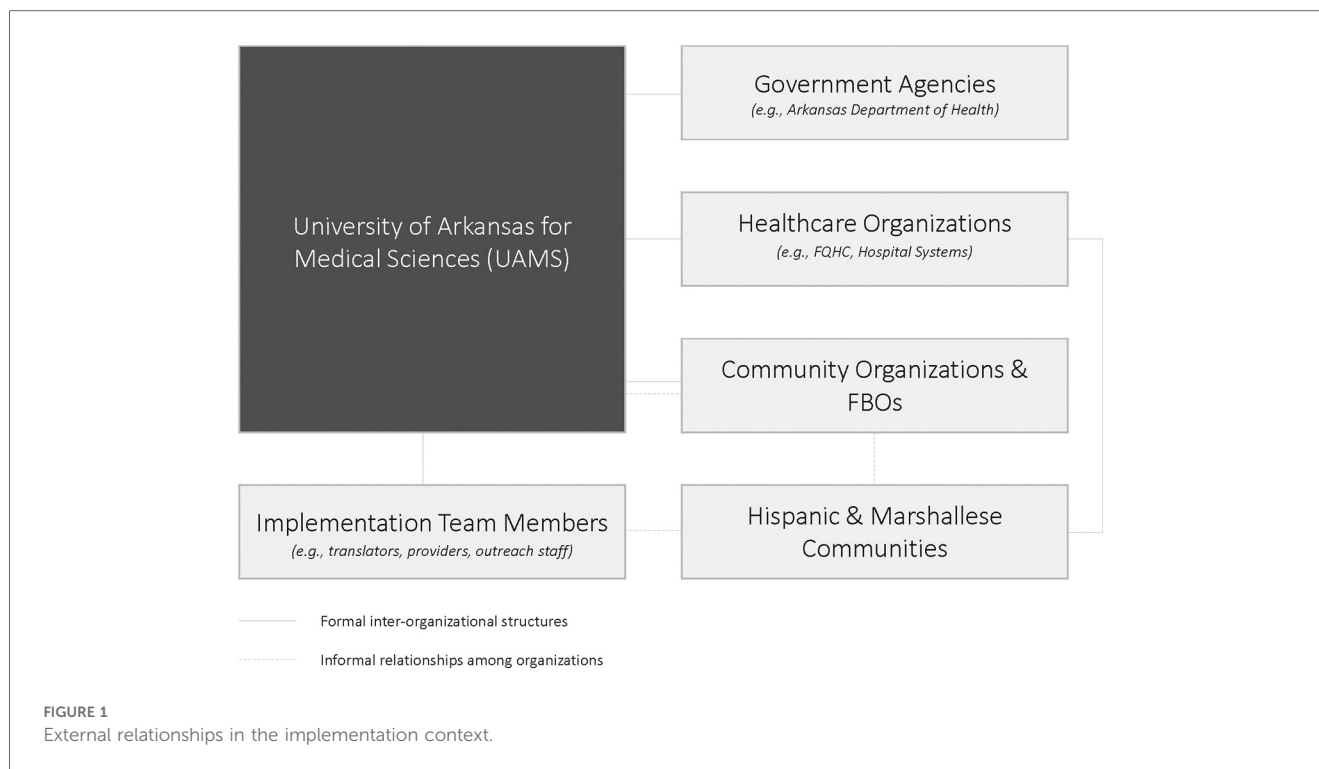 University of Arkansas for
Medical Sciences (UAMS)
Government Agencies
(e.g., Arkansas Department of Health)
Healthcare Organizations
(e.g., FQHC, Hospital Systems)
Community Organizations &
FBOs
Implementation Team Members
(e.g., translators, providers, outreach staff)
Hispanic & Marshallese
Communities
Formal inter-organizational structures
Informal relationships among organizations
FIGURE 1
External relationships in the implementation context.